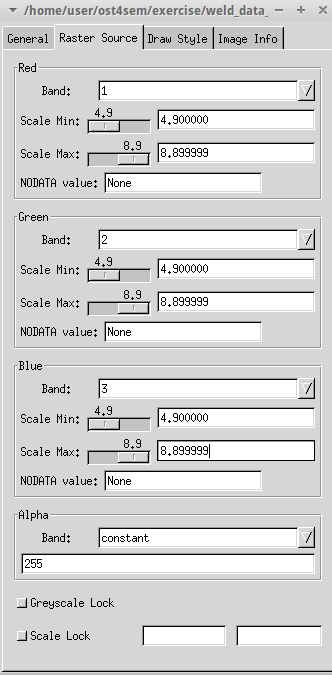 /home/user/ost4sem/exercise/weld_data_
General Raster Source Draw Style Image Info
Red
Band: 1
4.9
Scale Min: 4.900000
8.9
Scale Max: 8.899999
NODATA value: None
Green
Band: 2
4.9
Scale Min: 4.900000
8.9
Scale Max: 8.899999
NODATA value: None
Blue
Band: 3
4.9
Scale Min: 4.900000
8.9
Scale Max: 8.899999
NODATA value: None
Alpha
Band: constant
255
Greyscale Lock
Scale Lock